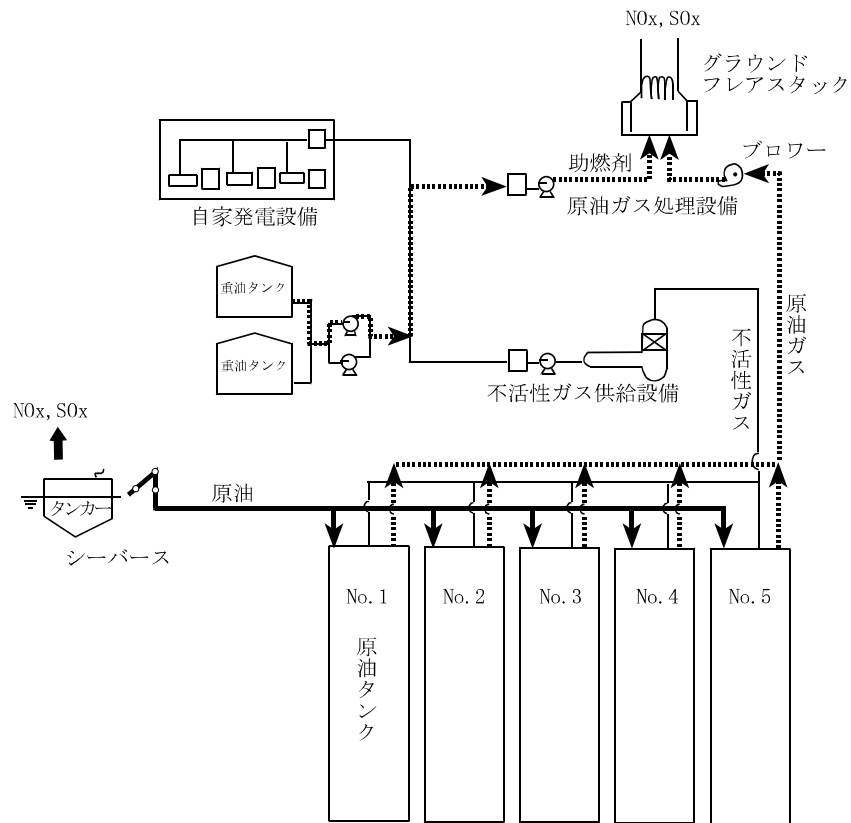 NOx, SOx
グラウンド
フレアスタック
ブロワー
助燃剤
原油ガス処理設備
自家発電設備
重油タンク
重油タンク
原油ガス
不活性ガス
不活性ガス供給設備
NOx, SOx
タンカー
原油
シーバース
No.1
No.2
No.3
No.4
No.5
原油タンク